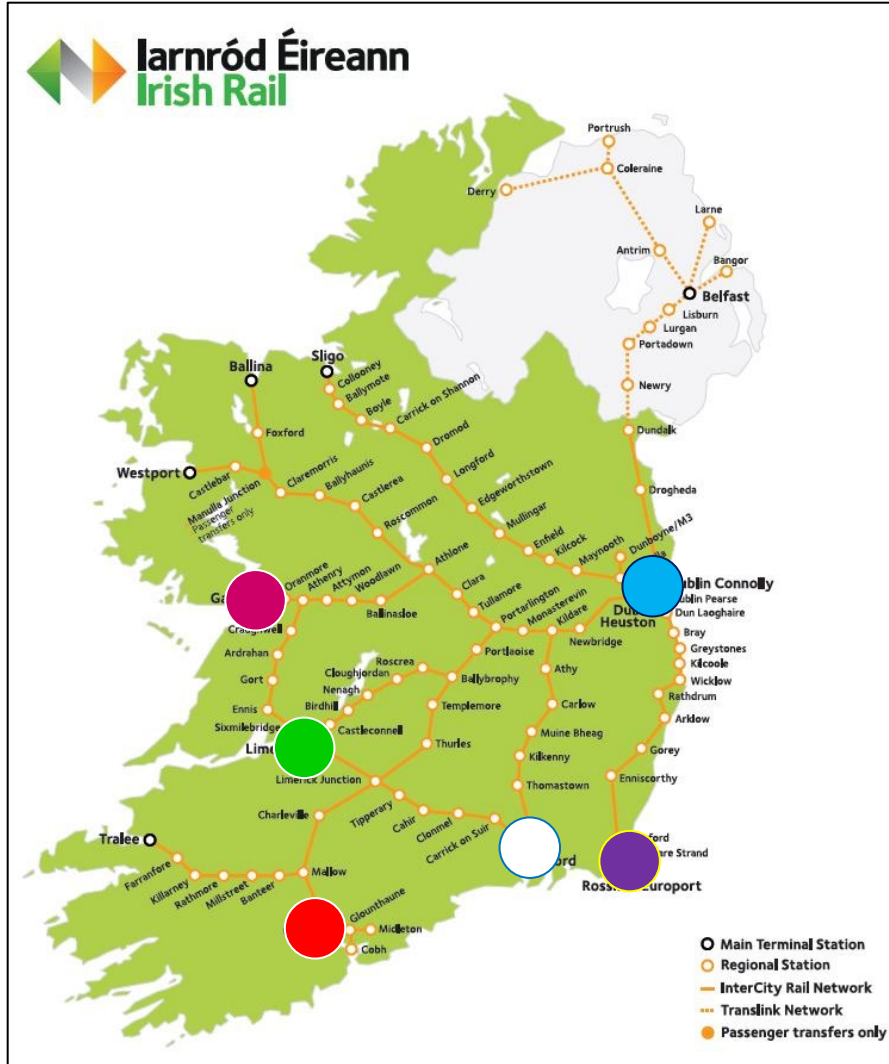 Iarnród Éireann
Irish Rail
Portrush
Coleraine
Derry
Larne
Antrim
Bangor
Belfast
Lisburn
Lurgan
Portadown
Newry
Dundalk
Drogheda
Dunboyne/M3
Sligo
Collooney
Ballymote
Boyle
Carrick on Shannon
Dromod
Longford
Edgeworthstown
Mullingar
Enfield
Kilcock
Maynooth
Ballina
Foxford
Westport
Castlebar
Manulla Junction
Passenger
transfers only
Claremorris
Ballyhaunis
Castlerea
Roscommon
Athlone
Clara
Tullamore
Portarlington
Monasterevin
Kildare
Newbridge
Heuston
Connolly
Pearse
Dun Laoghaire
Bray
Greystones
Kilcoole
Wicklow
Rathdrum
Arklow
Gorey
Enniscorthy
Strand
Europort
Oranmore
Athenry
Attymon
Woodlawn
Ballinasloe
Craughwell
Ardrahan
Gort
Ennis
Sixmilebridge
Roscrea
Cloughjordan
Nenagh
Birdhill
Castleconnell
Portlaoise
Ballybrophy
Templemore
Thurles
Limerick Junction
Athy
Carlow
Muine Bheag
Kilkenny
Thomastown
Tipperary
Cahir
Clonmel
Carrick on Suir
Charleville
Tralee
Farranfore
Killarney
Rathmore
Millstreet
Banteer
Mallow
Glounthaune
Midleton
Cobh
Main Terminal Station
Regional Station
InterCity Rail Network
Translink Network
Passenger transfers only